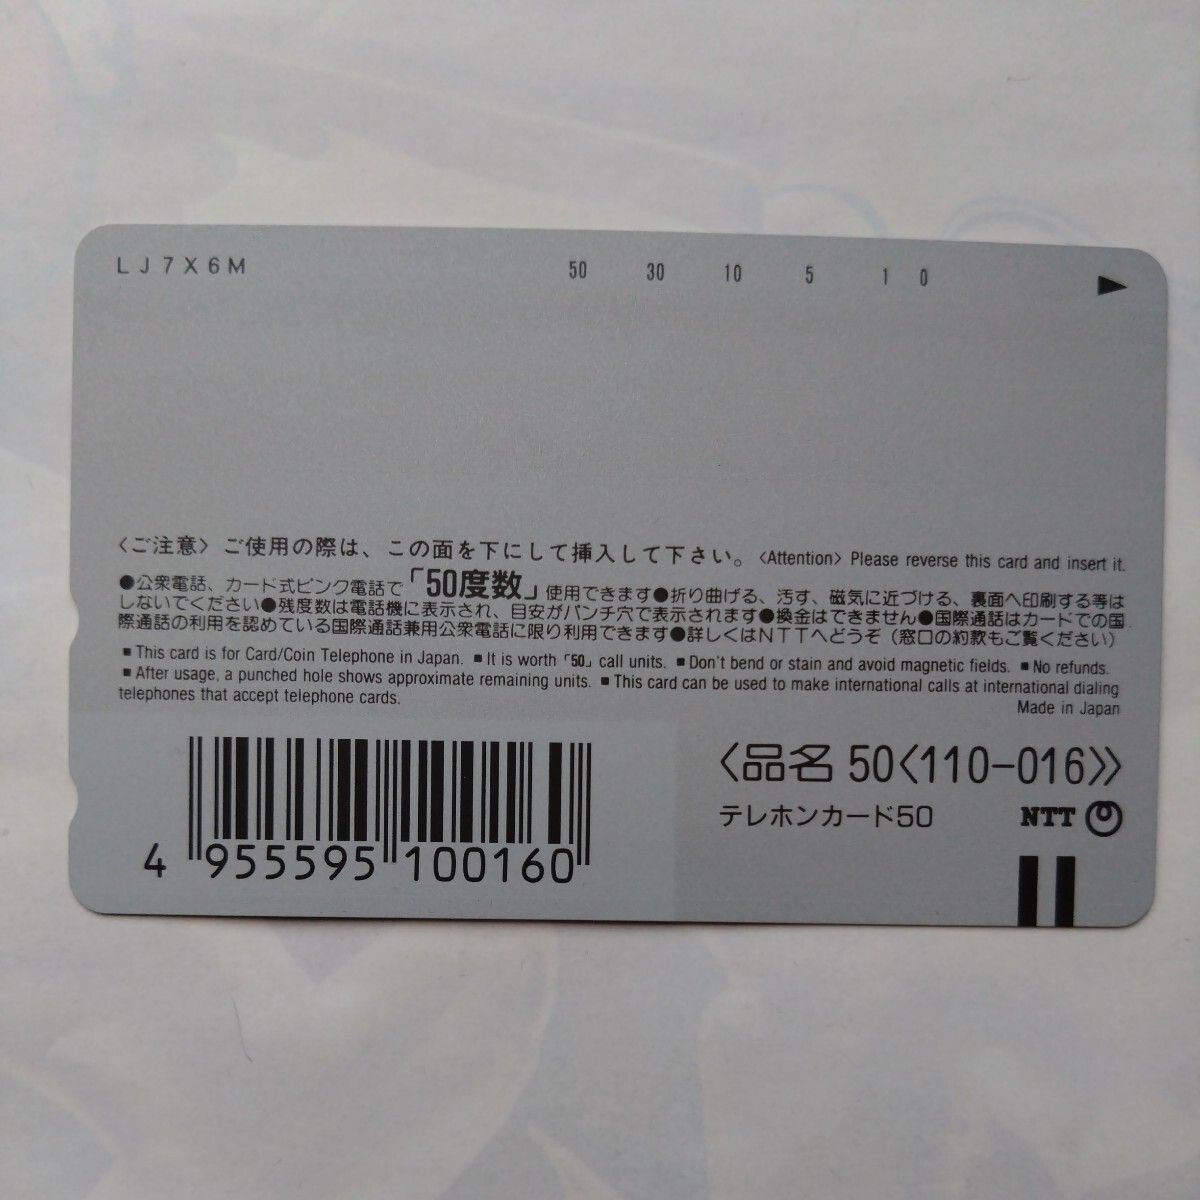 LJ7X6M 50 30 10 5 1 0 ▶
〈ご注意〉ご使用の際は、この面を下にして挿入して下さい。〈Attention〉Please reverse this card and insert it.
●公衆電話、カード式ピンク電話で「50度数」使用できます●折り曲げる、汚す、磁気に近づける、裏面へ印刷する等は
しないでください●残度数は電話機に表示され、目安がパンチ穴で表示されます●換金はできません●国際通話はカードでの国
際通話の利用を認めている国際通話兼用公衆電話に限り利用できます●詳しくはNTTへどうぞ（窓口の約款もご覧ください）
■ This card is for Card/Coin Telephone in Japan. ■ It is worth「50」call units. ■ Don't bend or stain and avoid magnetic fields. ■ No refunds.
■ After usage, a punched hole shows approximate remaining units. ■ This card can be used to make international calls at international dialing
telephones that accept telephone cards.
Made in Japan
〈品名 50〈110-016〉〉
テレホンカード50 NTT
4 955595 100160